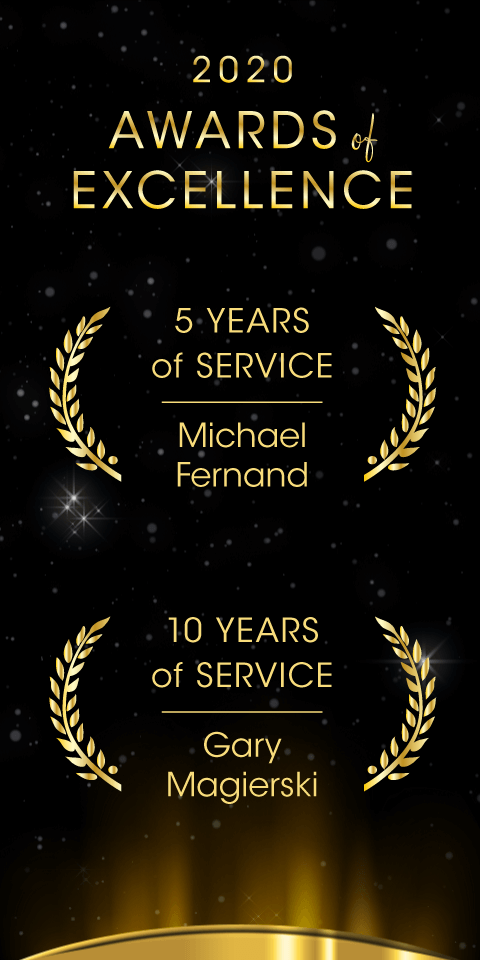 2020
AWARDS of
EXCELLENCE
5 YEARS
of SERVICE
Michael
Fernand
10 YEARS
of SERVICE
Gary
Magierski